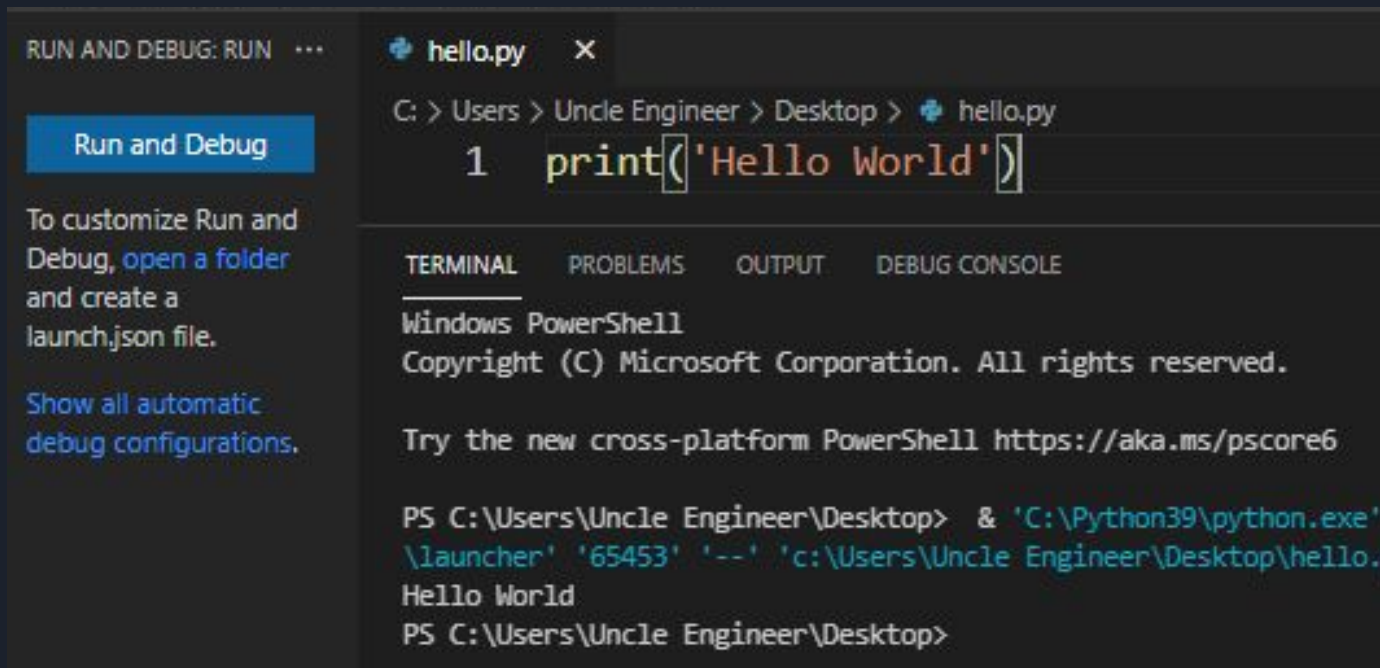 RUN AND DEBUG: RUN ···
Run and Debug
To customize Run and
Debug, open a folder
and create a
launch.json file.
Show all automatic
debug configurations.
hello.py ×
C: > Users > Uncle Engineer > Desktop > hello.py
1 print('Hello World')
TERMINAL PROBLEMS OUTPUT DEBUG CONSOLE
Windows PowerShell
Copyright (C) Microsoft Corporation. All rights reserved.
Try the new cross-platform PowerShell https://aka.ms/pscore6
PS C:\Users\Uncle Engineer\Desktop> & 'C:\Python39\python.exe'
\launcher' '65453' '--' 'c:\Users\Uncle Engineer\Desktop\hello.
Hello World
PS C:\Users\Uncle Engineer\Desktop>